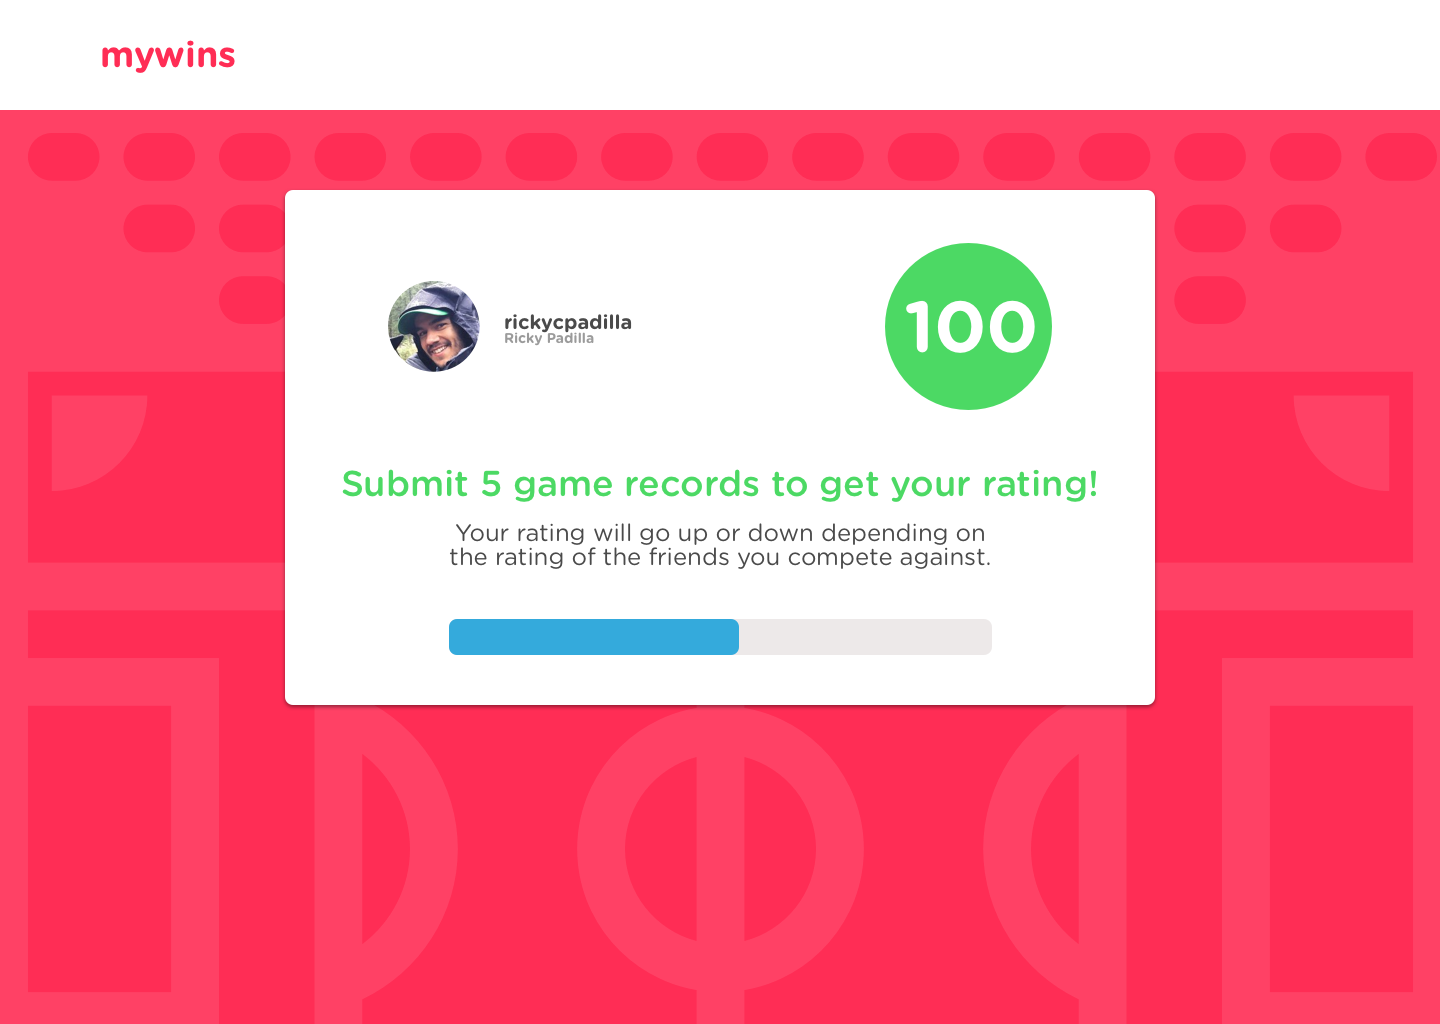 mywins
rickycpadilla
Ricky Padilla
100
Submit 5 game records to get your rating!
Your rating will go up or down depending on
the rating of the friends you compete against.